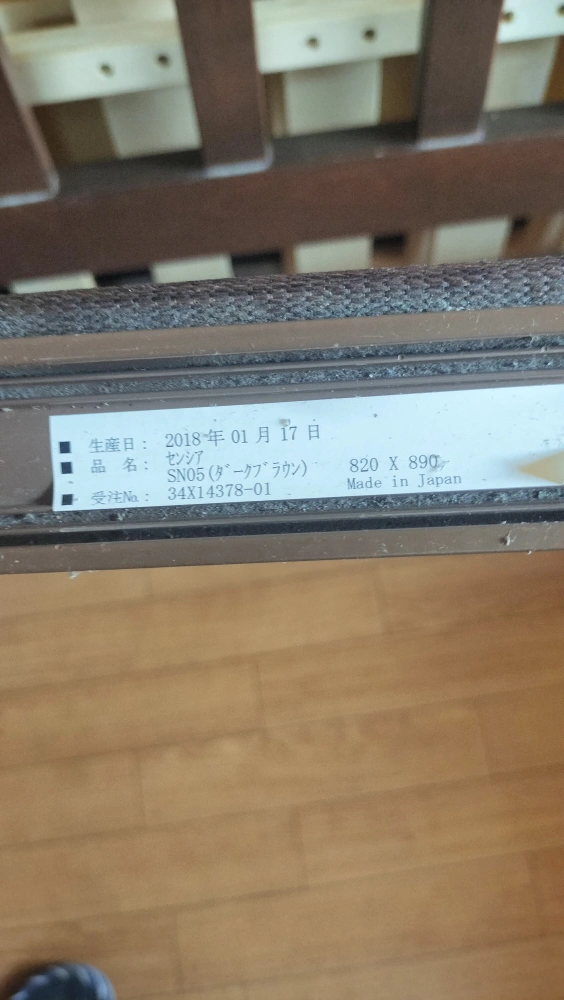 ■ 生産日： 2018 年 01 月 17 日
■ 品　名： センシア
SN05(ダークブラウン)　820 X 890
■ 受注No.： 34X14378-01　Made in Japan